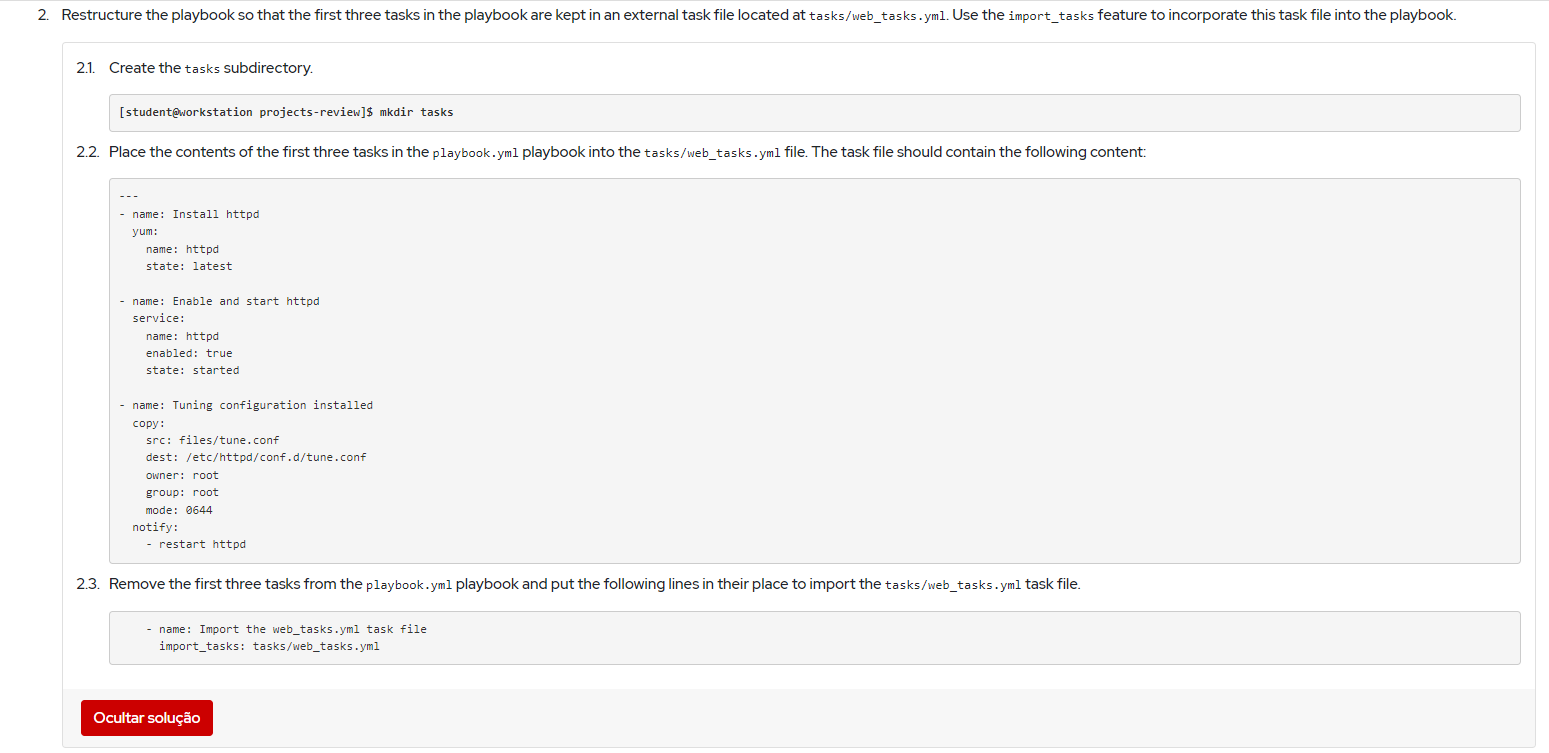 2. Restructure the playbook so that the first three tasks in the playbook are kept in an external task file located at tasks/web_tasks.yml. Use the import_tasks feature to incorporate this task file into the playbook.
2.1. Create the tasks subdirectory.
[student@workstation projects-review]$ mkdir tasks
2.2. Place the contents of the first three tasks in the playbook.yml playbook into the tasks/web_tasks.yml file. The task file should contain the following content:
---
- name: Install httpd
  yum:
    name: httpd
    state: latest

- name: Enable and start httpd
  service:
    name: httpd
    enabled: true
    state: started

- name: Tuning configuration installed
  copy:
    src: files/tune.conf
    dest: /etc/httpd/conf.d/tune.conf
    owner: root
    group: root
    mode: 0644
  notify:
    - restart httpd
2.3. Remove the first three tasks from the playbook.yml playbook and put the following lines in their place to import the tasks/web_tasks.yml task file.
    - name: Import the web_tasks.yml task file
      import_tasks: tasks/web_tasks.yml
Ocultar solução